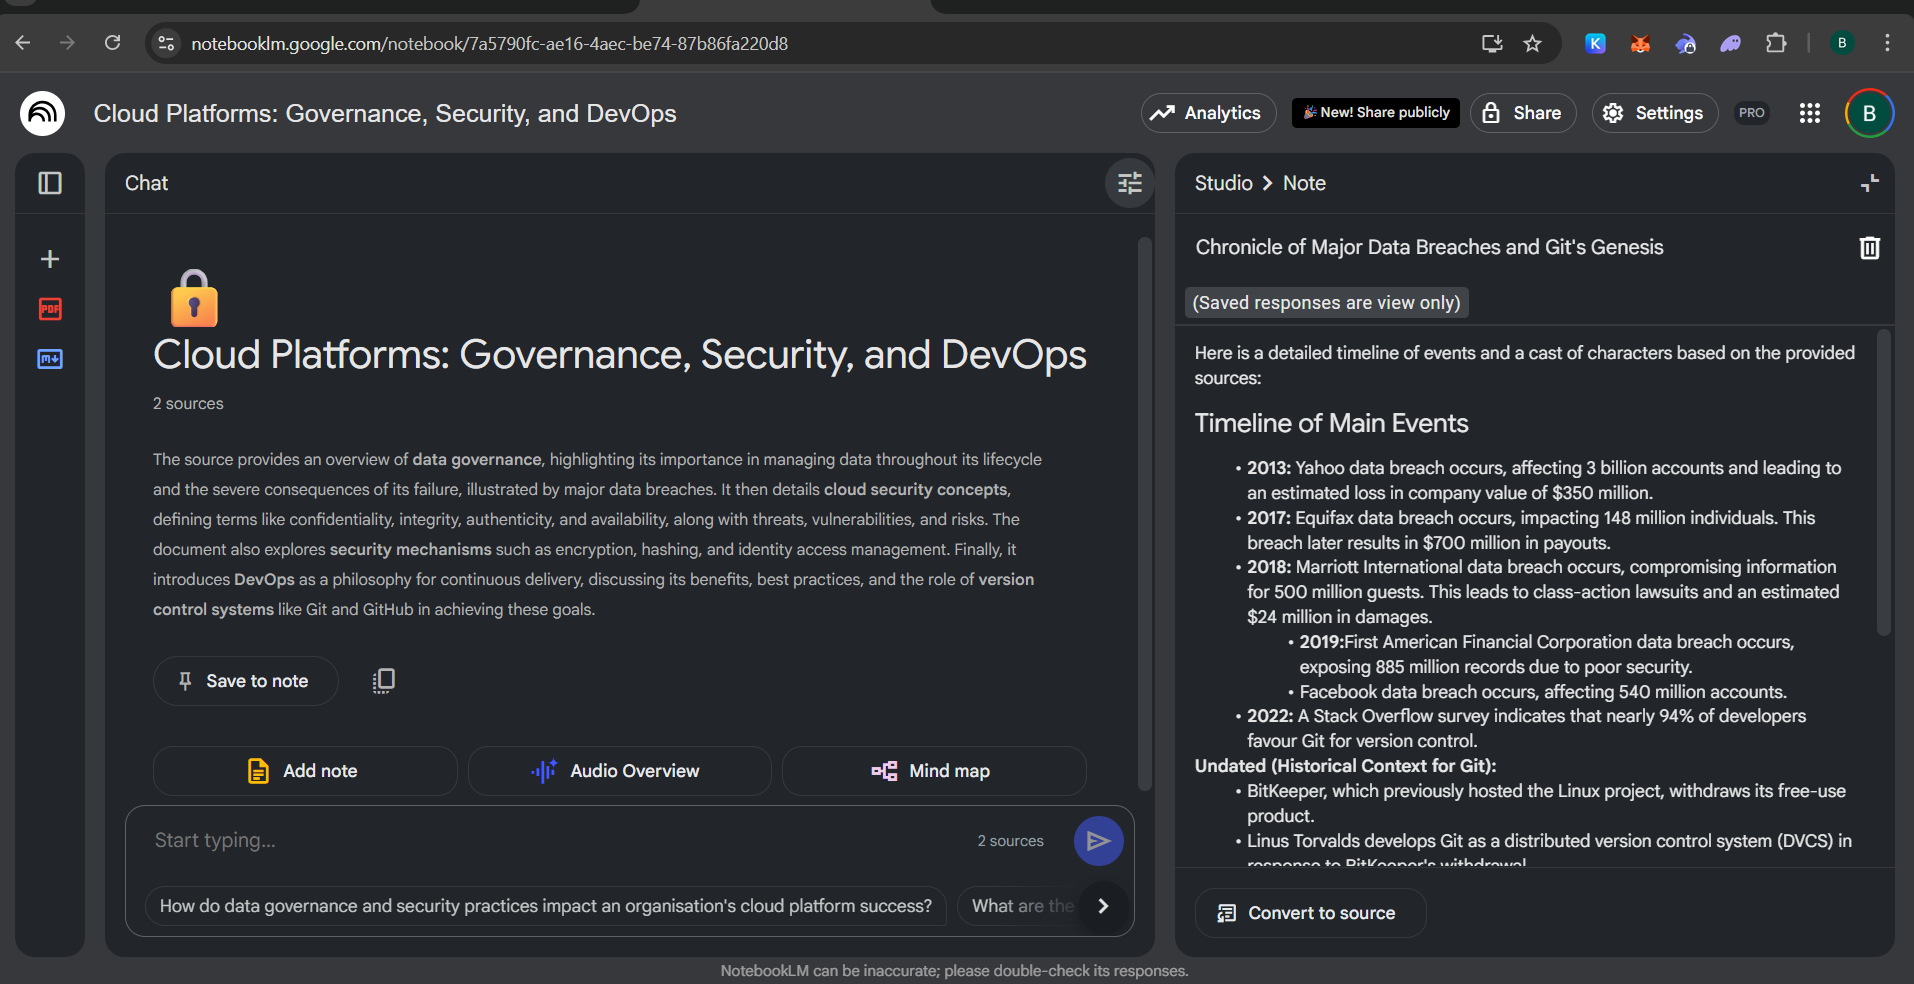 notebooklm.google.com/notebook/7a5790fc-ae16-4aec-be74-87b86fa220d8
K
B
Cloud Platforms: Governance, Security, and DevOps
Analytics
New! Share publicly
Share
Settings
PRO
B
Chat
PDF
M
Cloud Platforms: Governance, Security, and DevOps
2 sources
The source provides an overview of data governance, highlighting its importance in managing data throughout its lifecycle
and the severe consequences of its failure, illustrated by major data breaches. It then details cloud security concepts,
defining terms like confidentiality, integrity, authenticity, and availability, along with threats, vulnerabilities, and risks. The
document also explores security mechanisms such as encryption, hashing, and identity access management. Finally, it
introduces DevOps as a philosophy for continuous delivery, discussing its benefits, best practices, and the role of version
control systems like Git and GitHub in achieving these goals.
Save to note
Add note
Audio Overview
Mind map
Start typing...
2 sources
How do data governance and security practices impact an organisation's cloud platform success?
What are the
Studio > Note
Chronicle of Major Data Breaches and Git's Genesis
(Saved responses are view only)
Here is a detailed timeline of events and a cast of characters based on the provided
sources:
Timeline of Main Events
• 2013: Yahoo data breach occurs, affecting 3 billion accounts and leading to
an estimated loss in company value of $350 million.
• 2017: Equifax data breach occurs, impacting 148 million individuals. This
breach later results in $700 million in payouts.
• 2018: Marriott International data breach occurs, compromising information
for 500 million guests. This leads to class-action lawsuits and an estimated
$24 million in damages.
• 2019:First American Financial Corporation data breach occurs,
exposing 885 million records due to poor security.
• Facebook data breach occurs, affecting 540 million accounts.
• 2022: A Stack Overflow survey indicates that nearly 94% of developers
favour Git for version control.
Undated (Historical Context for Git):
• BitKeeper, which previously hosted the Linux project, withdraws its free-use
product.
• Linus Torvalds develops Git as a distributed version control system (DVCS) in
response to BitKeeper's withdrawal
Convert to source
NotebookLM can be inaccurate; please double-check its responses.